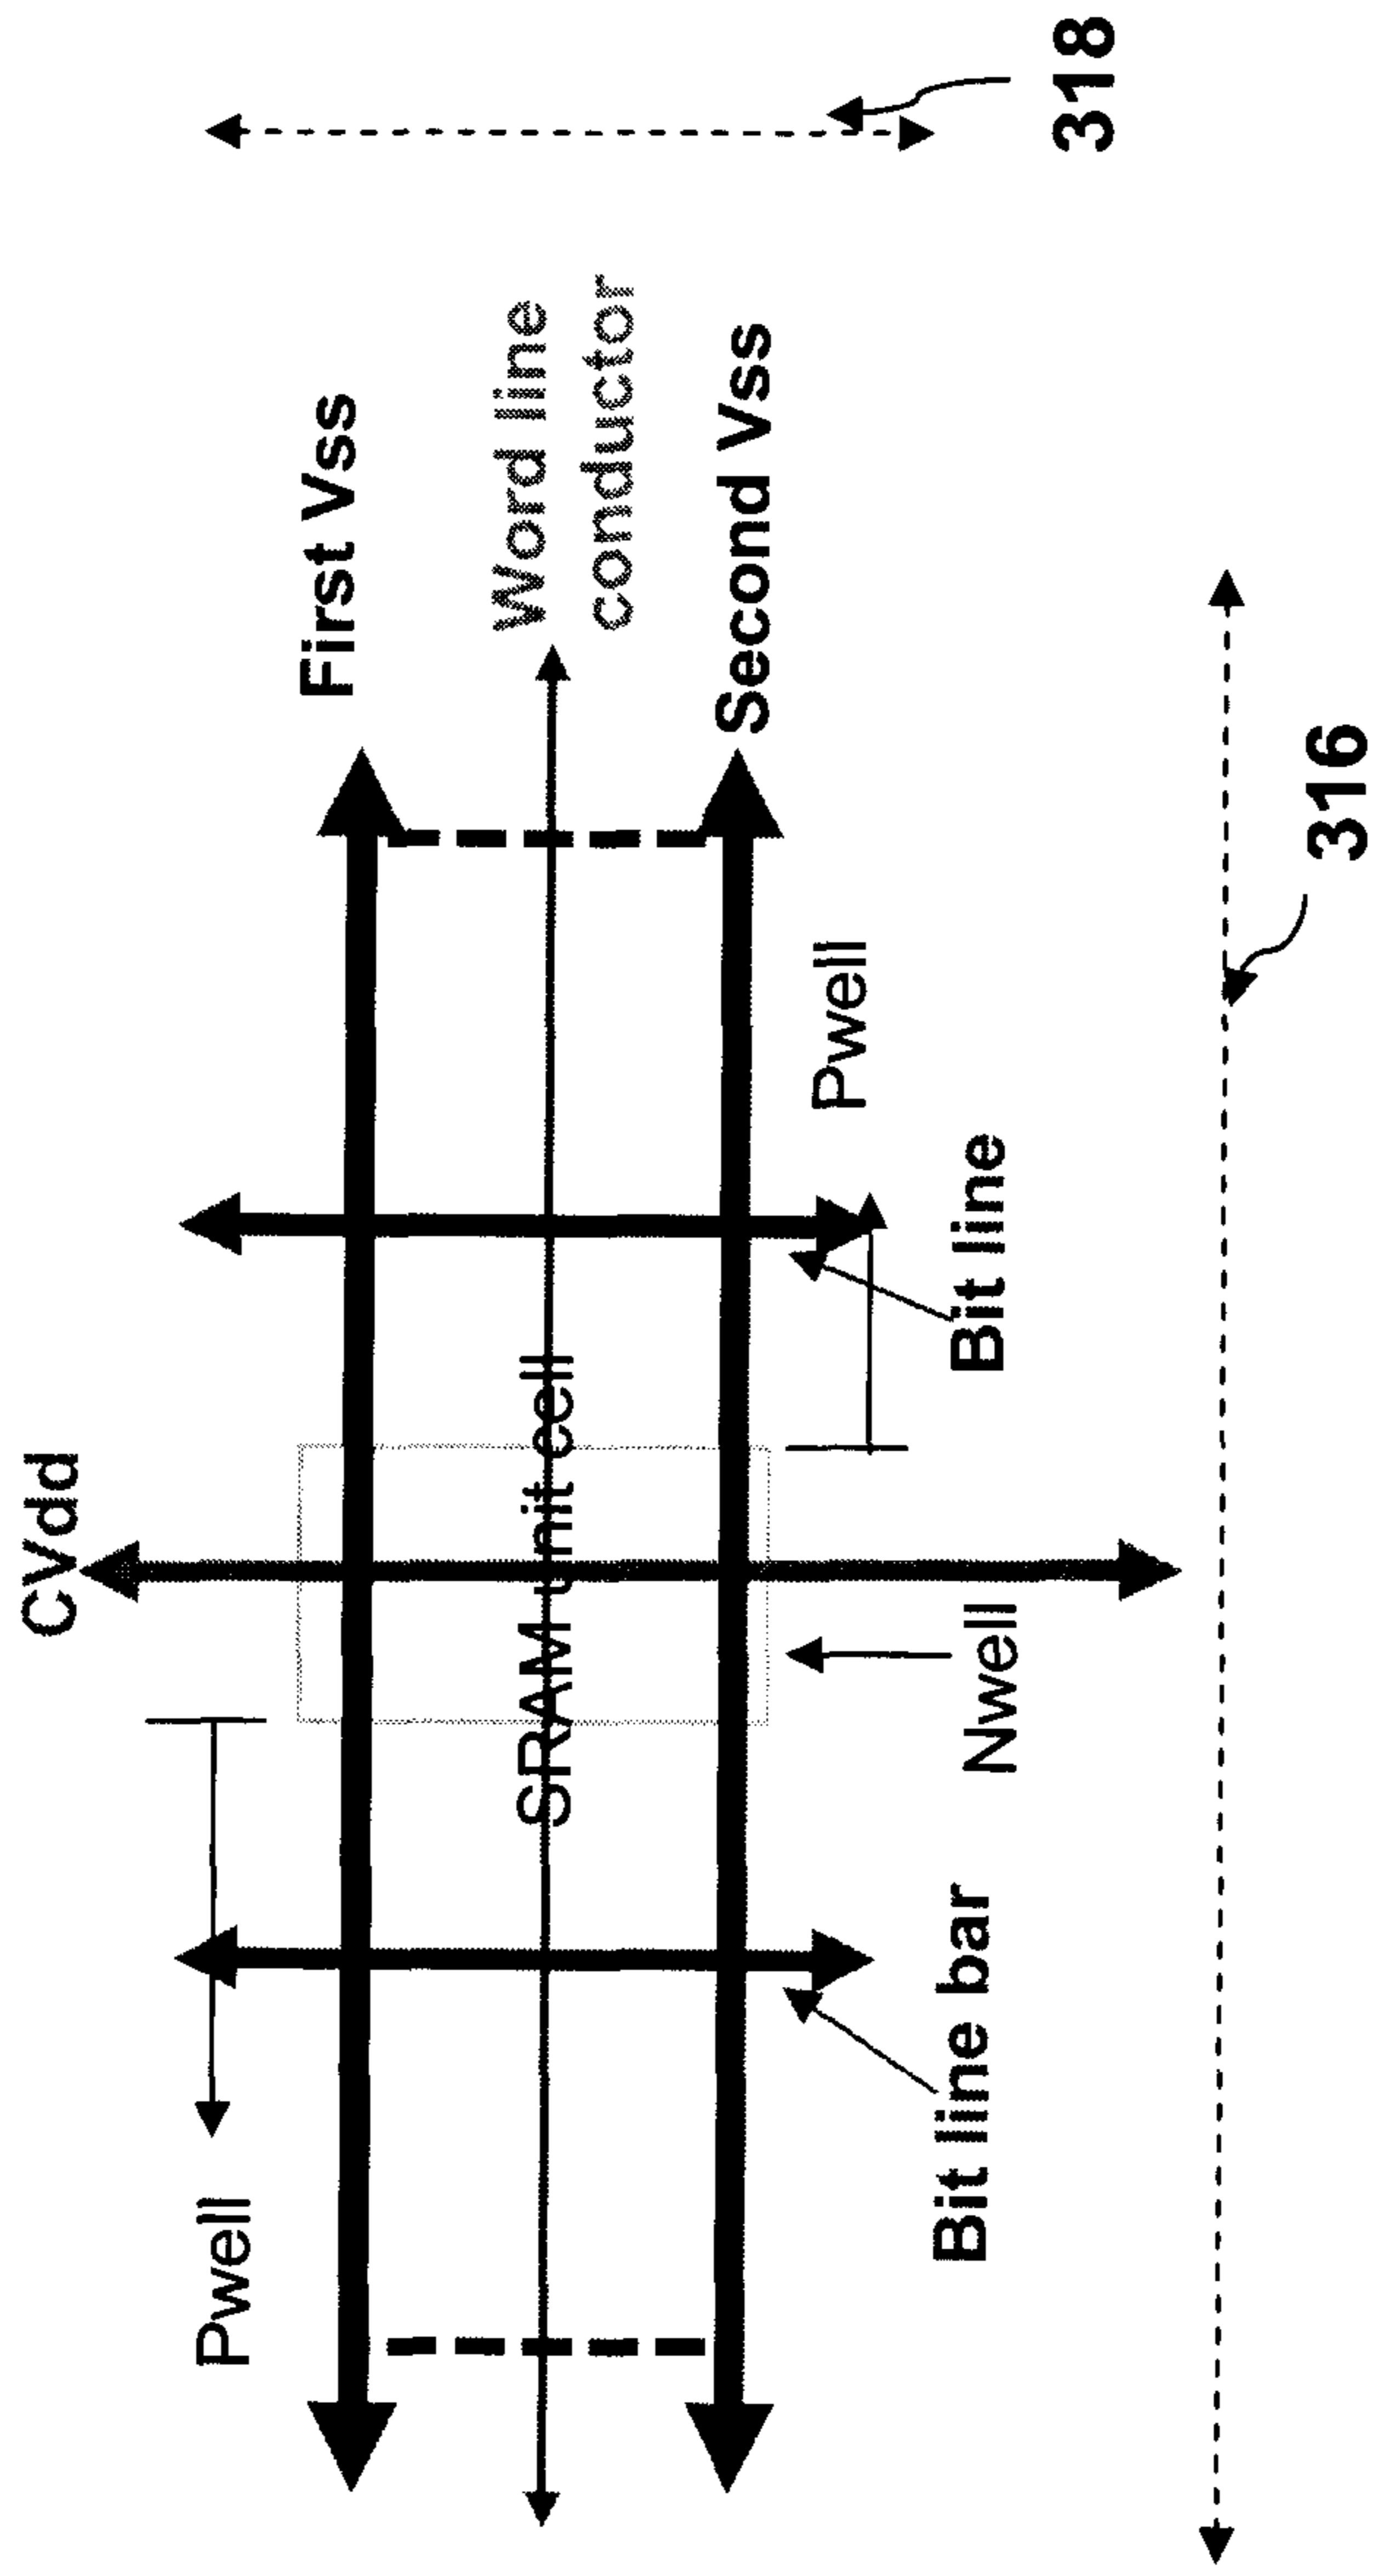 CVdd
Pwell
First Vss
SRAM unit cell
Word line
conductor
Second Vss
Pwell
Bit line bar
Nwell
Bit line
318
316